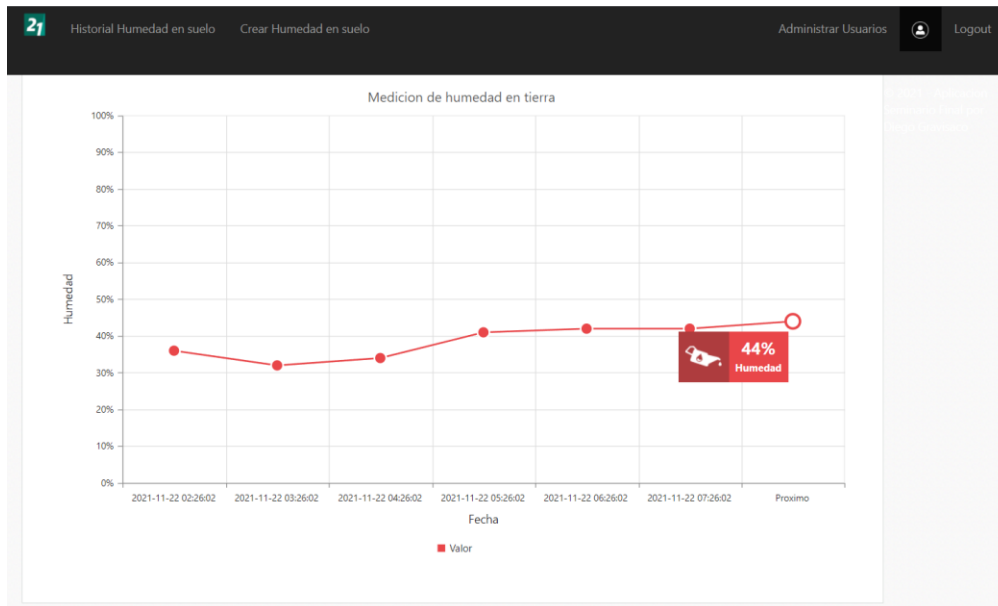 21 Historial Humedad en suelo Crear Humedad en suelo Administrar Usuarios Logout
Medicion de humedad en tierra
100%
90%
80%
70%
60%
50%
40%
30%
20%
10%
0%
Humedad
44%
Humedad
2021-11-22 02:26:02 2021-11-22 03:26:02 2021-11-22 04:26:02 2021-11-22 05:26:02 2021-11-22 06:26:02 2021-11-22 07:26:02 Proximo
Fecha
Valor